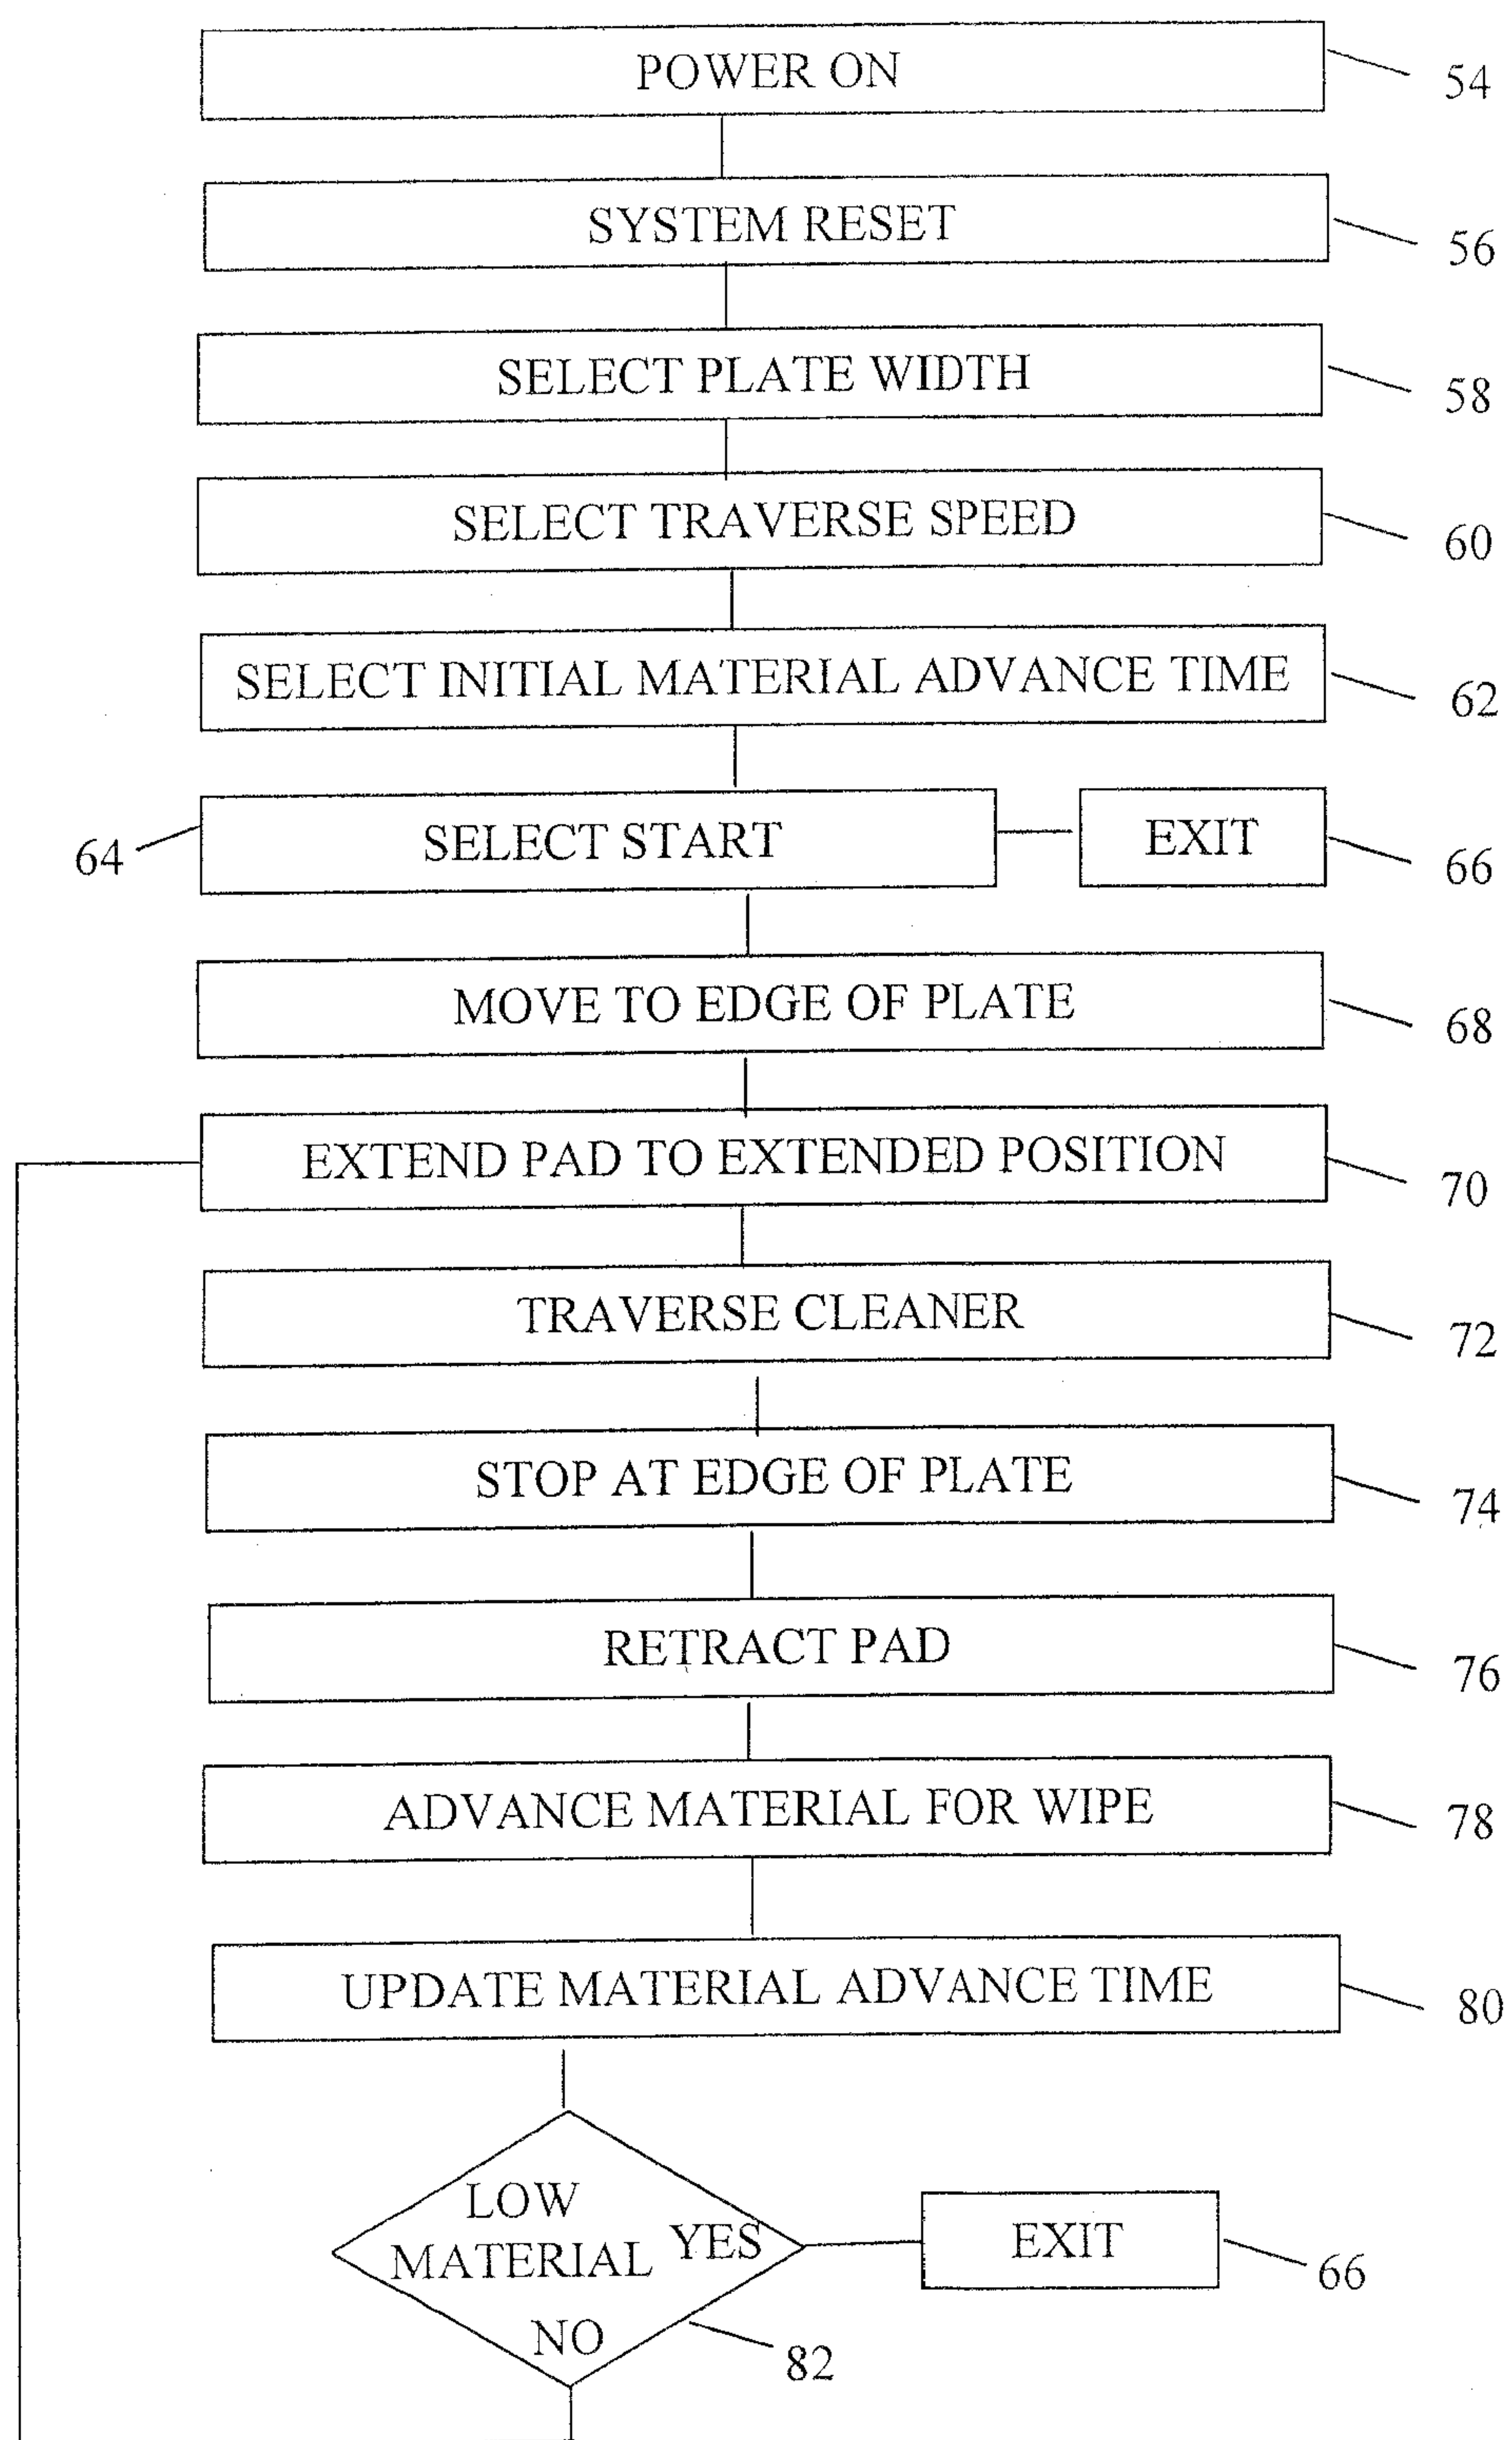 POWER ON
54
SYSTEM RESET
56
SELECT PLATE WIDTH
58
SELECT TRAVERSE SPEED
60
SELECT INITIAL MATERIAL ADVANCE TIME
62
64
SELECT START
EXIT
66
MOVE TO EDGE OF PLATE
68
EXTEND PAD TO EXTENDED POSITION
70
TRAVERSE CLEANER
72
STOP AT EDGE OF PLATE
74
RETRACT PAD
76
ADVANCE MATERIAL FOR WIPE
78
UPDATE MATERIAL ADVANCE TIME
80
LOW
MATERIAL
YES
NO
EXIT
66
82